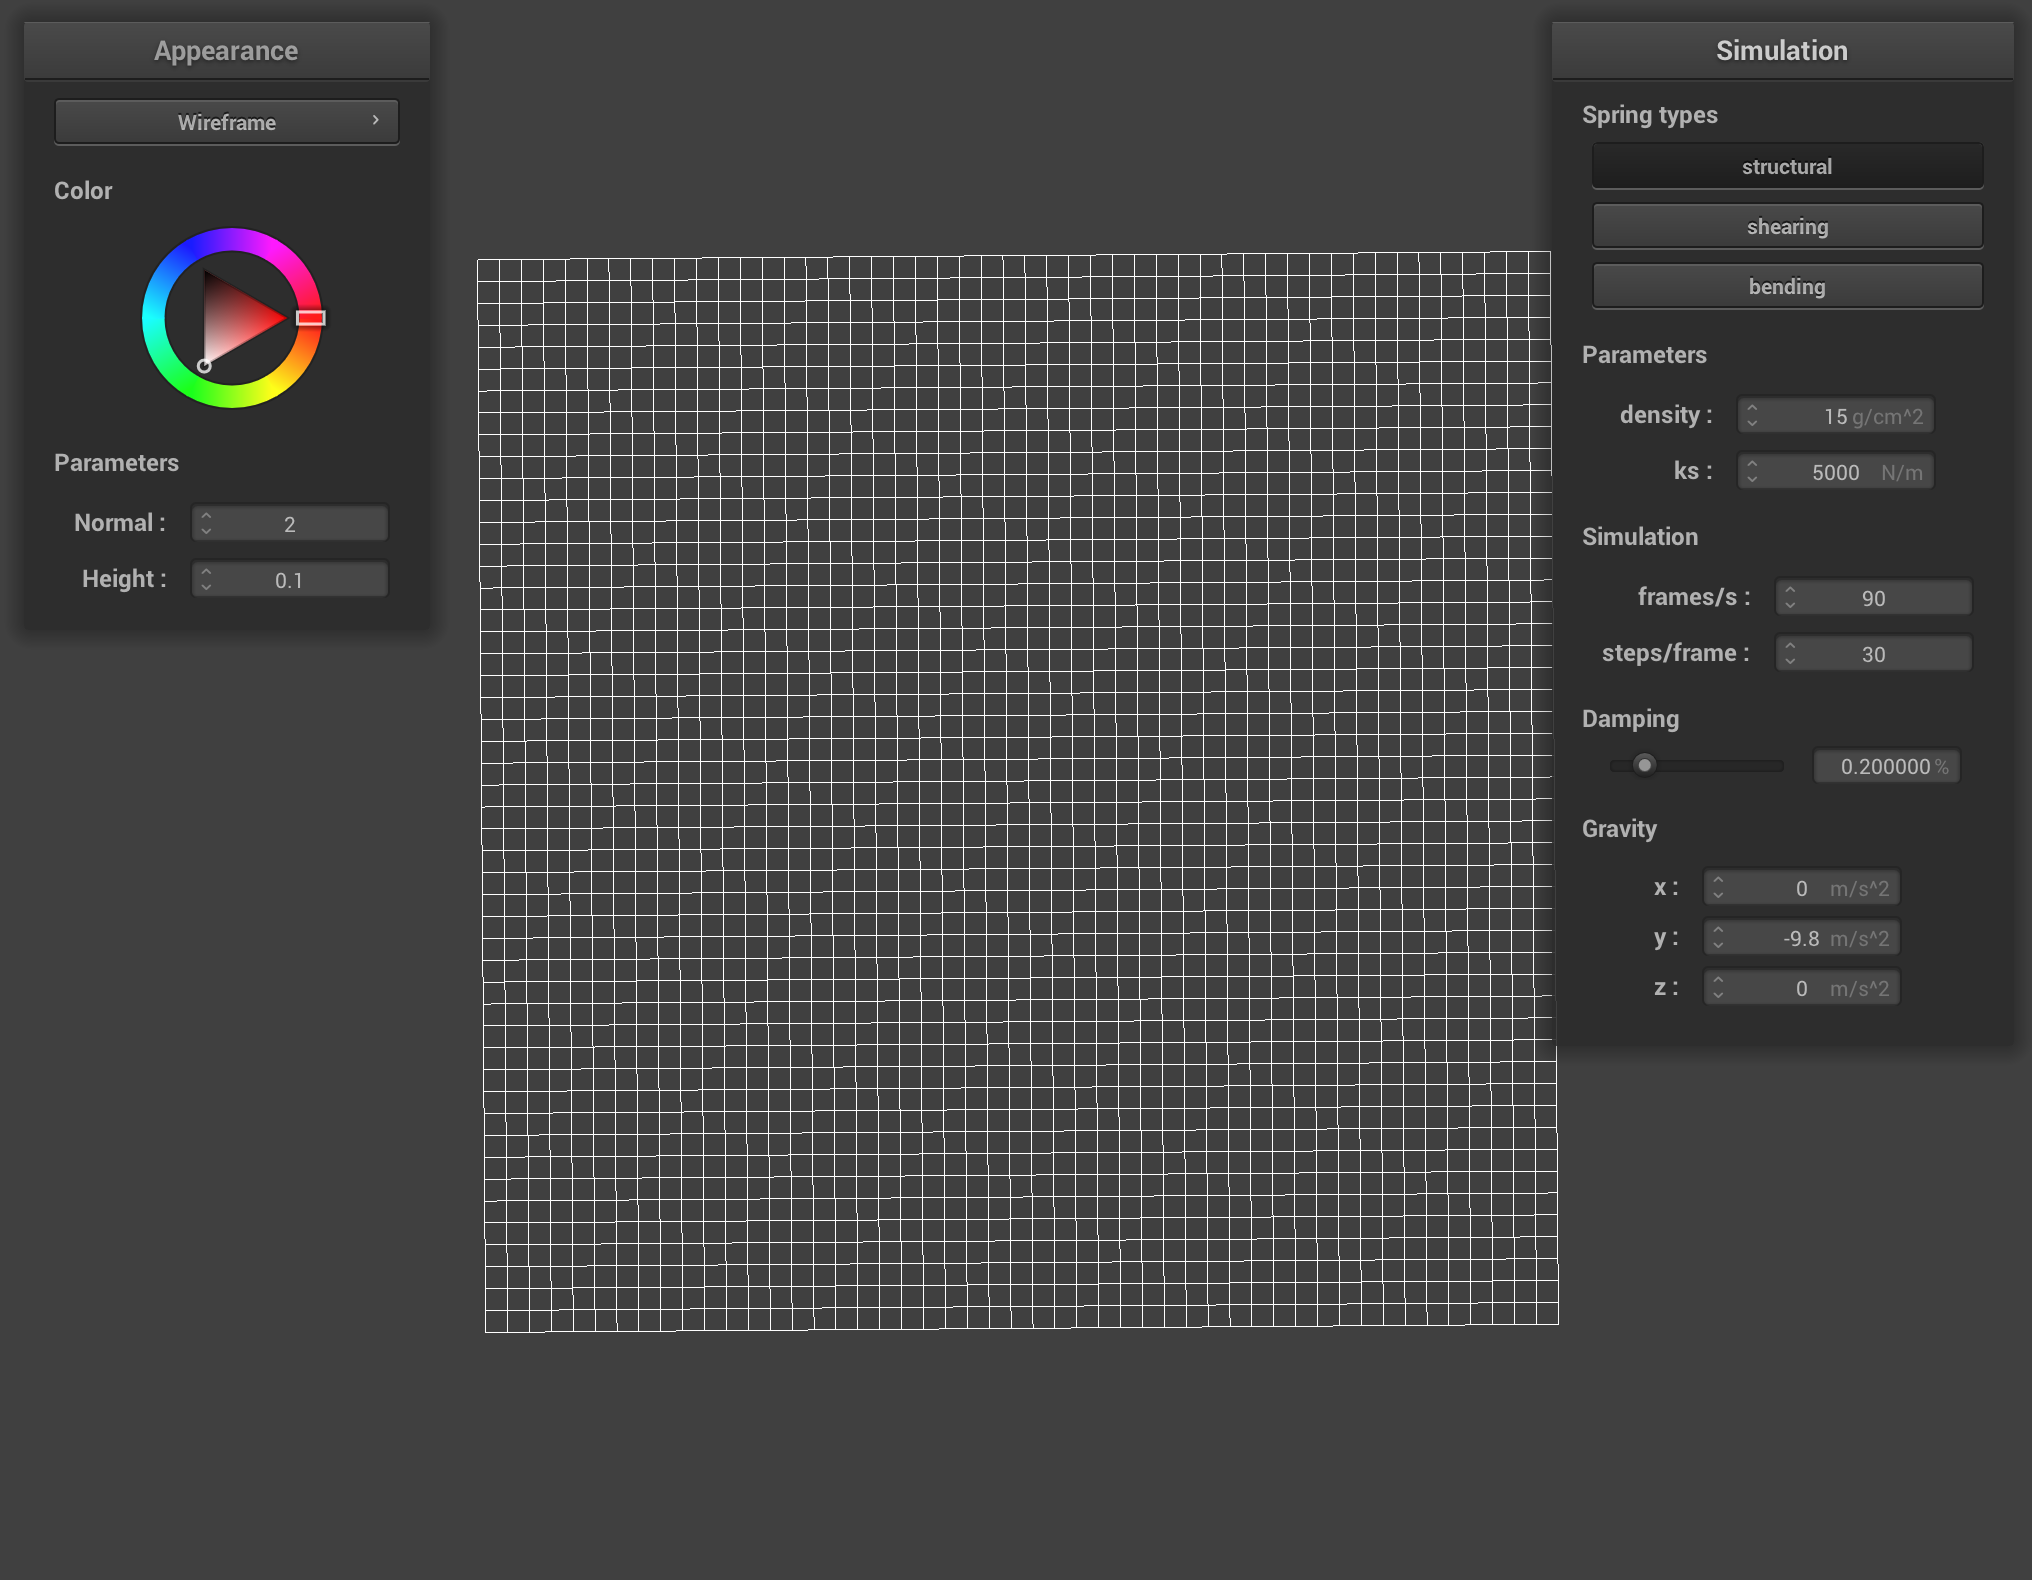 Appearance
Wireframe
Color
Parameters
Normal : 2
Height : 0.1
Simulation
Spring types
structural
shearing
bending
Parameters
density : 15 g/cm^2
ks : 5000 N/m
Simulation
frames/s : 90
steps/frame : 30
Damping
0.200000 %
Gravity
x : 0 m/s^2
y : -9.8 m/s^2
z : 0 m/s^2